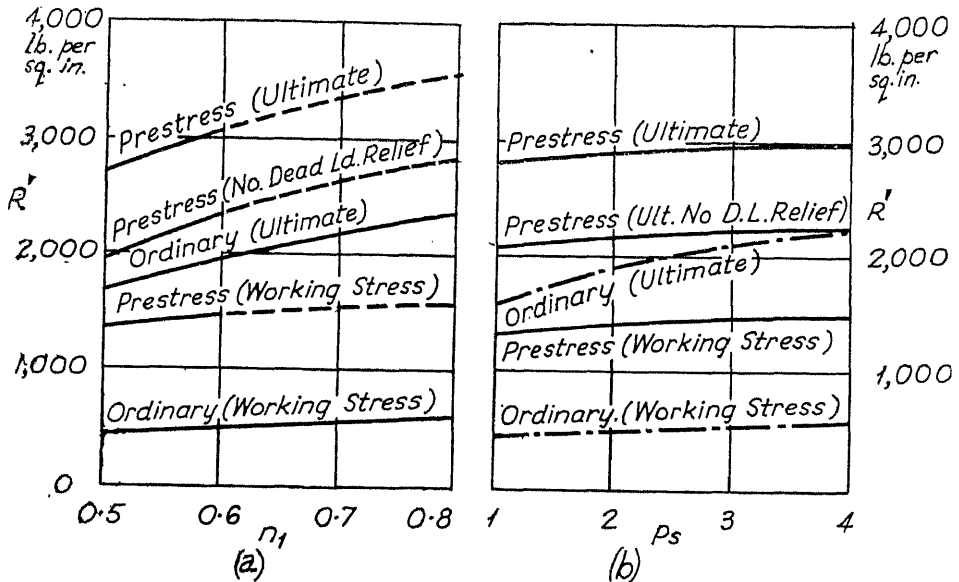 4,000
lb. per
sq. in.
Prestress (Ultimate)
3,000
Prestress (No. Dead Ld. Relief)
R'
Ordinary (Ultimate)
2,000
Prestress (Working Stress)
1,000
Ordinary (Working Stress)
0
0.5 0.6 0.7 0.8
n1
(a)
4,000
lb. per
sq. in.
Prestress (Ultimate)
3,000
Prestress (Ult. No D.L. Relief)
R'
2,000
Ordinary (Ultimate)
Prestress (Working Stress)
1,000
Ordinary. (Working Stress)
1 2 3 4
Ps
(b)